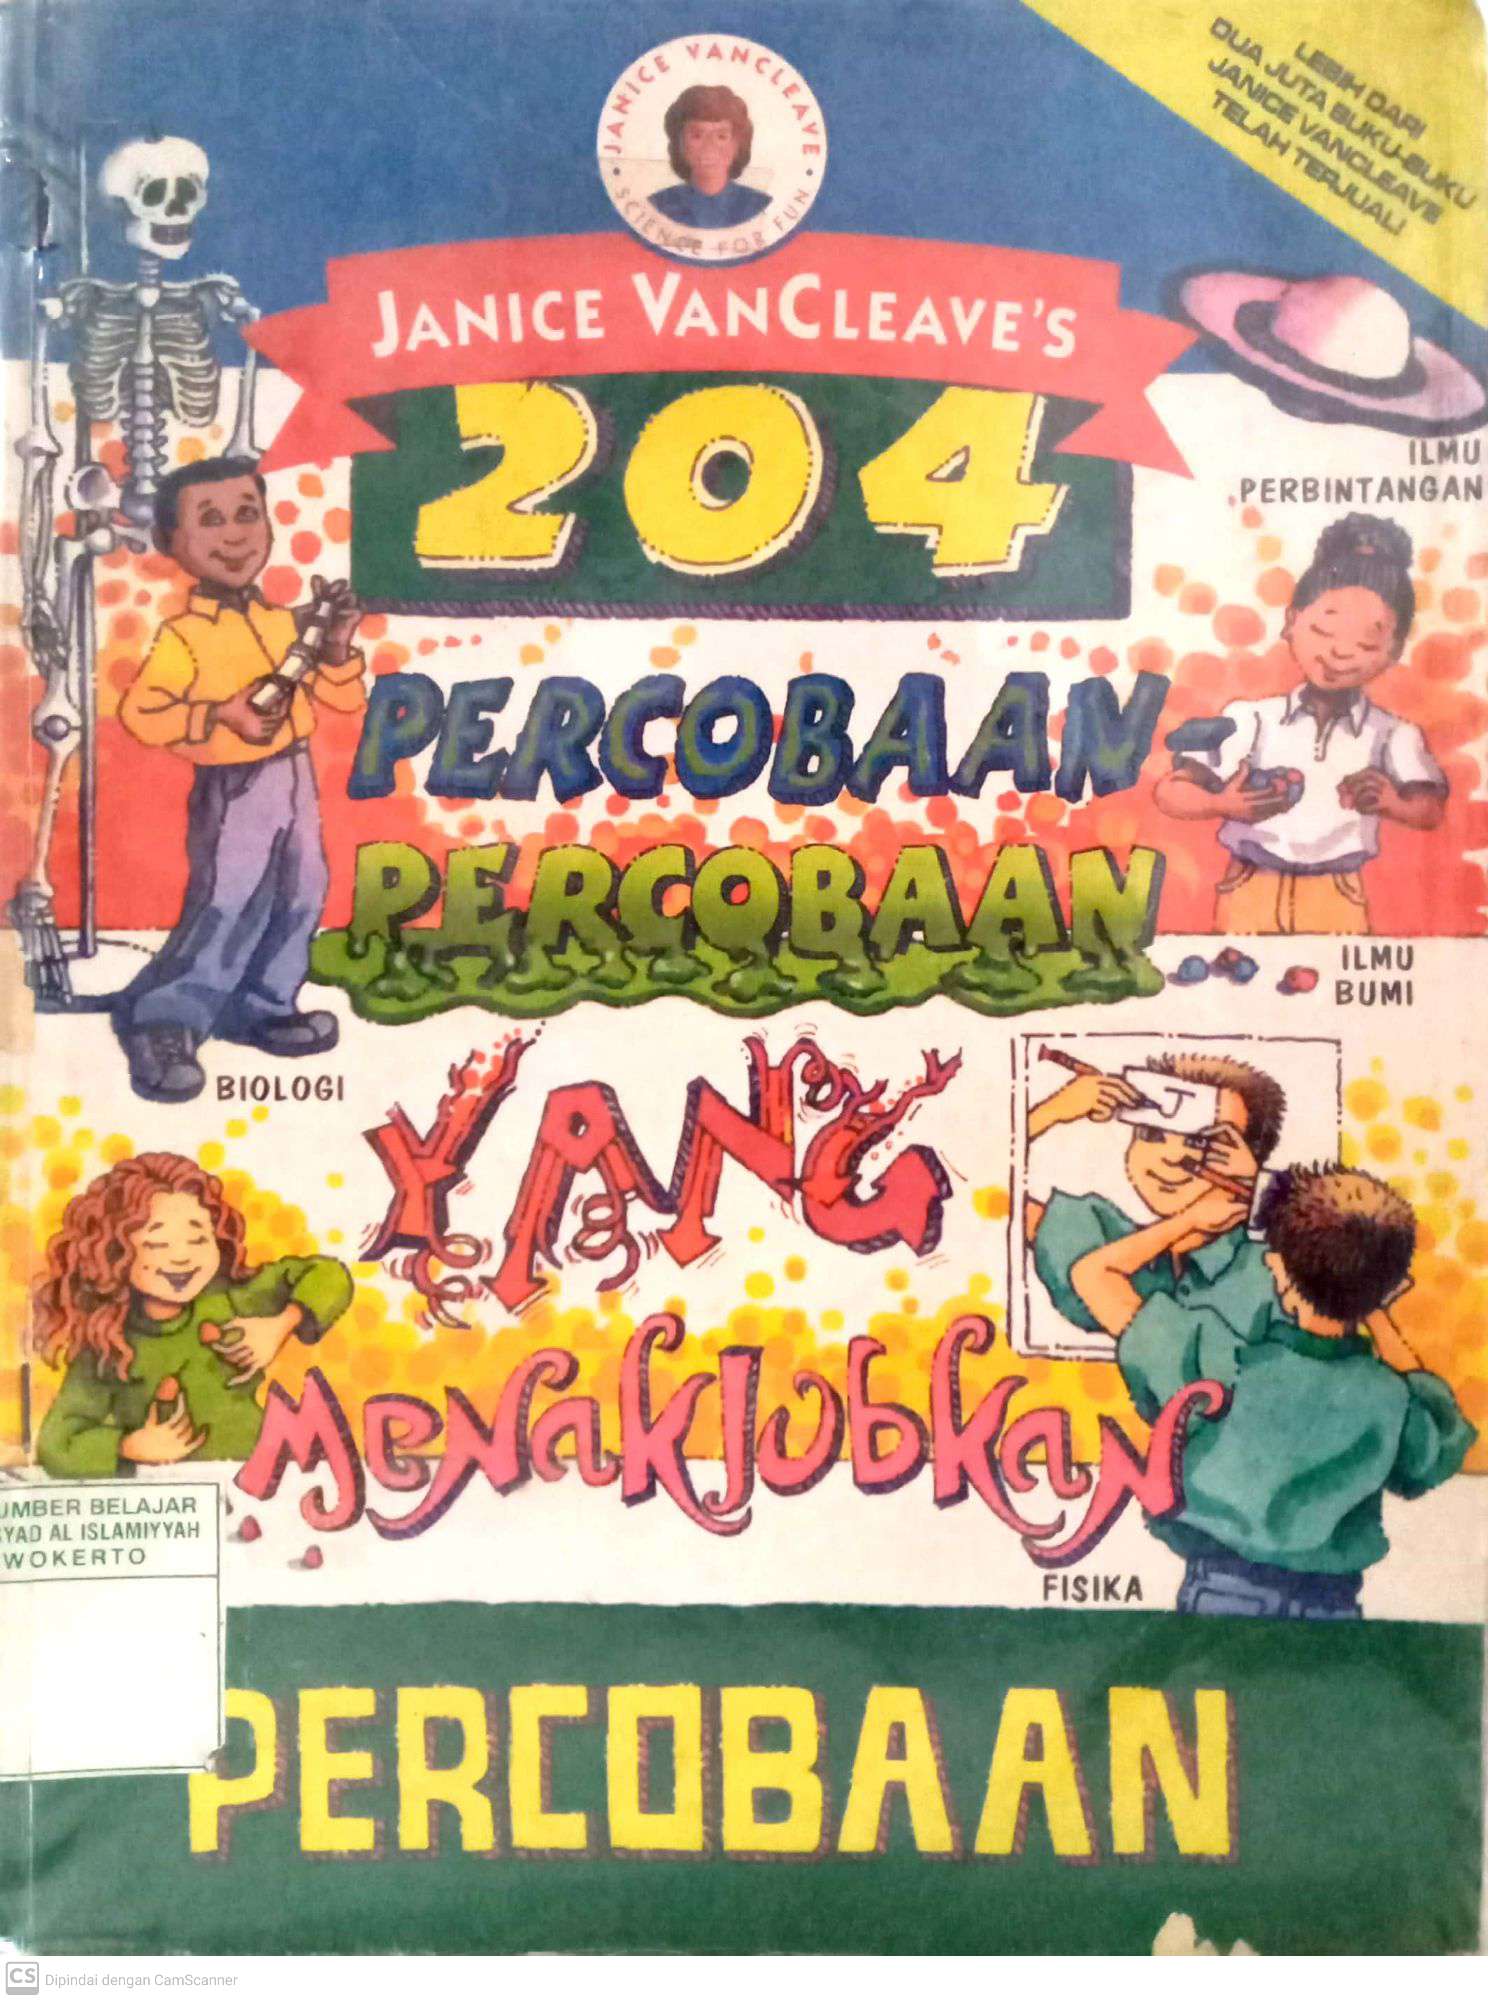 LEBIH DARI
DUA JUTA BUKU-BUKU
JANICE VANCLEAVE
TELAH TERJUAL!
JANICE VANCLEAVE
SCIENCE FOR FUN
JANICE VANCLEAVE'S
204
ILMU
PERBINTANGAN
PERCOBAAN-
PERCOBAAN
ILMU
BUMI
BIOLOGI
YANG
J
MENAKJUBKAN
UMBER BELAJAR
YAD AL ISLAMIYYAH
WOKERTO
FISIKA
PERCOBAAN
CS Dipindai dengan CamScanner